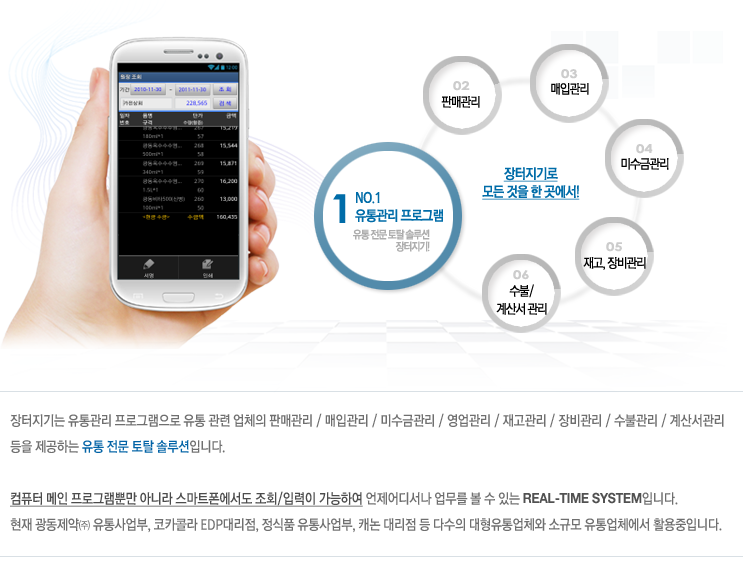 원장 조회
기간 2010-11-30 ~ 2011-11-30 조 회
카한상회 228,565 검 색
일자 품명 단가 금액
번호 규격 수량(합계)
180ml*1 57
광동옥수수수염... 268 15,544
500ml*1 58
광동옥수수수염... 269 15,871
340ml*1 59
광동옥수수수염... 270 16,200
1.5L*1 60
광동비타500(신병) 260 13,000
100ml*1 50
<현금 수금> 수금액: 160,435
서명 인쇄
1 NO.1
유통관리 프로그램
유통 전문 토탈 솔루션
장터지기!
02
판매관리
03
매입관리
04
미수금관리
05
재고, 장비관리
06
수불/
계산서 관리
장터지기로
모든 것을 한 곳에서!
장터지기는 유통관리 프로그램으로 유통 관련 업체의 판매관리 / 매입관리 / 미수금관리 / 영업관리 / 재고관리 / 장비관리 / 수불관리 / 계산서관리
등을 제공하는 유통 전문 토탈 솔루션입니다.
컴퓨터 메인 프로그램뿐만 아니라 스마트폰에서도 조회/입력이 가능하여 언제어디서나 업무를 볼 수 있는 REAL-TIME SYSTEM입니다.
현재 광동제약㈜ 유통사업부, 코카콜라 EDP대리점, 정식품 유통사업부, 캐논 대리점 등 다수의 대형유통업체와 소규모 유통업체에서 활용중입니다.